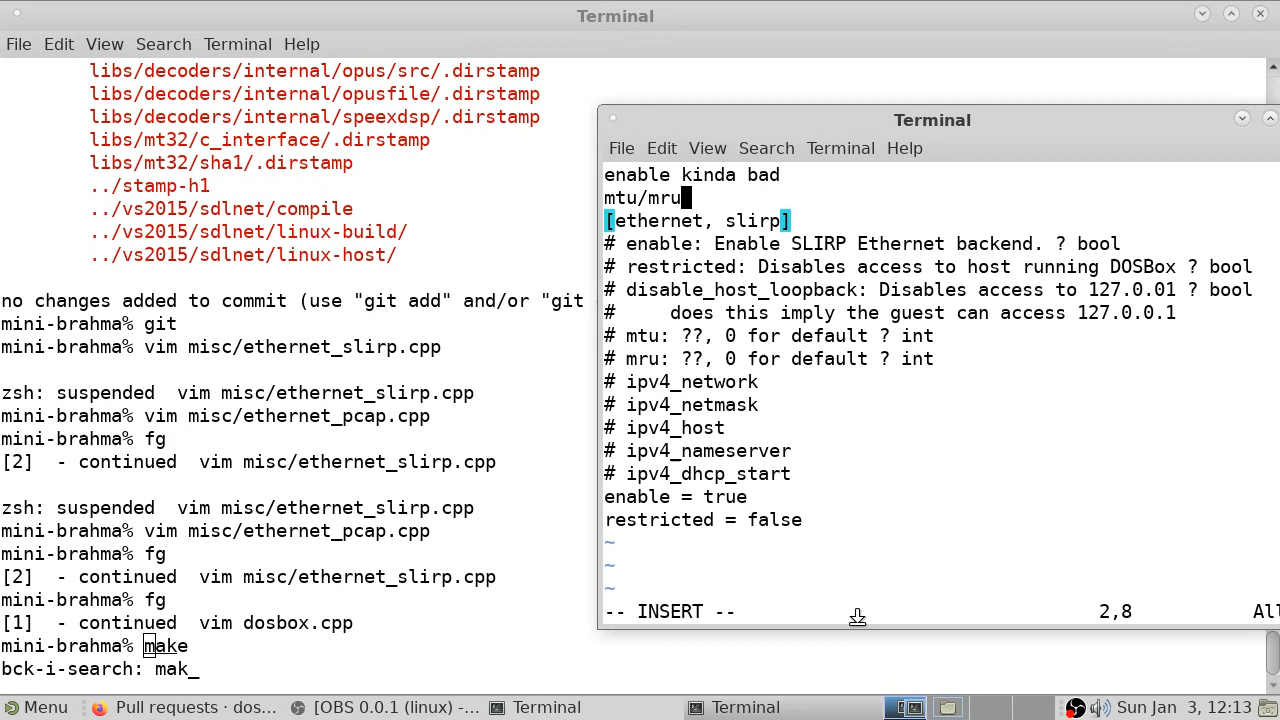 Terminal
File Edit View Search Terminal Help
libs/decoders/internal/opus/src/.dirstamp
libs/decoders/internal/opusfile/.dirstamp
libs/decoders/internal/speexdsp/.dirstamp
libs/mt32/c_interface/.dirstamp
libs/mt32/sha1/.dirstamp
../stamp-h1
../vs2015/sdlnet/compile
../vs2015/sdlnet/linux-build/
../vs2015/sdlnet/linux-host/
no changes added to commit (use "git add" and/or "git
mini-brahma% git
mini-brahma% vim misc/ethernet_slirp.cpp
zsh: suspended  vim misc/ethernet_slirp.cpp
mini-brahma% vim misc/ethernet_pcap.cpp
mini-brahma% fg
[2]  - continued  vim misc/ethernet_slirp.cpp
zsh: suspended  vim misc/ethernet_slirp.cpp
mini-brahma% vim misc/ethernet_pcap.cpp
mini-brahma% fg
[2]  - continued  vim misc/ethernet_slirp.cpp
mini-brahma% fg
[1]  - continued  vim dosbox.cpp
mini-brahma% make
bck-i-search: mak_
Terminal
File Edit View Search Terminal Help
enable kinda bad
mtu/mru
[ethernet, slirp]
# enable: Enable SLIRP Ethernet backend. ? bool
# restricted: Disables access to host running DOSBox ? bool
# disable_host_loopback: Disables access to 127.0.01 ? bool
#     does this imply the guest can access 127.0.0.1
# mtu: ??, 0 for default ? int
# mru: ??, 0 for default ? int
# ipv4_network
# ipv4_netmask
# ipv4_host
# ipv4_nameserver
# ipv4_dhcp_start
enable = true
restricted = false
~
~
~
-- INSERT -- 2,8 All
Menu Pull requests · dos... [OBS 0.0.1 (linux) -... Terminal Terminal Sun Jan  3, 12:13